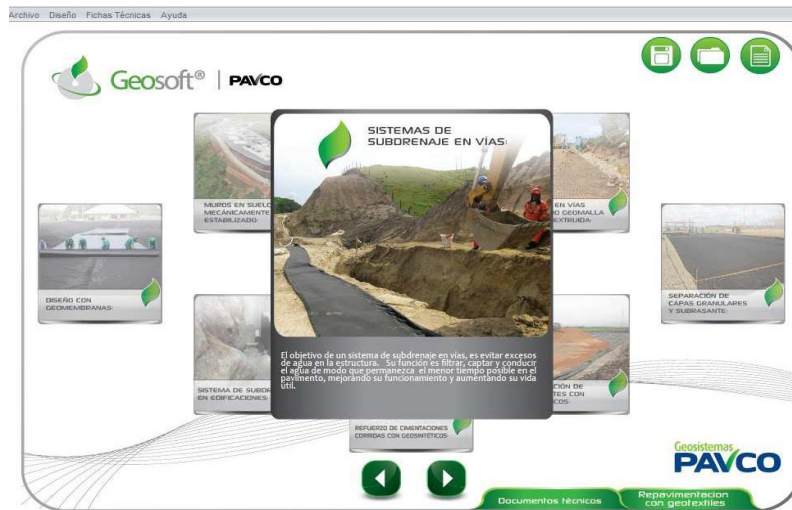 Archivo Diseño Fichas Técnicas Ayuda
Geosoft® | PAVCO
SISTEMAS DE
SUBDRENAJE EN VÍAS:
MUROS EN SUELO
MECÁNICAMENTE
ESTABILIZADO:
EN VÍAS
GEOMALLA
EXTRUIDA:
DISEÑO CON
GEOMEMBRANAS:
SEPARACIÓN DE
CAPAS GRANULARES
Y SUBRASANTE:
El objetivo de un sistema de subdrenaje en vías, es evitar excesos
de agua en la estructura. Su función es filtrar, captar y conducir
el agua de modo que permanezca el menor tiempo posible en el
pavimento, mejorando su funcionamiento y aumentando su vida
útil.
SISTEMA DE
EN EDIFICACIONES:
DE
CON
REFUERZO DE CIMENTACIONES
CORRIDAS CON GEOSINTÉTICOS:
Geosistemas
PAVCO
Documentos técnicos
Repavimentacion
con geotextiles